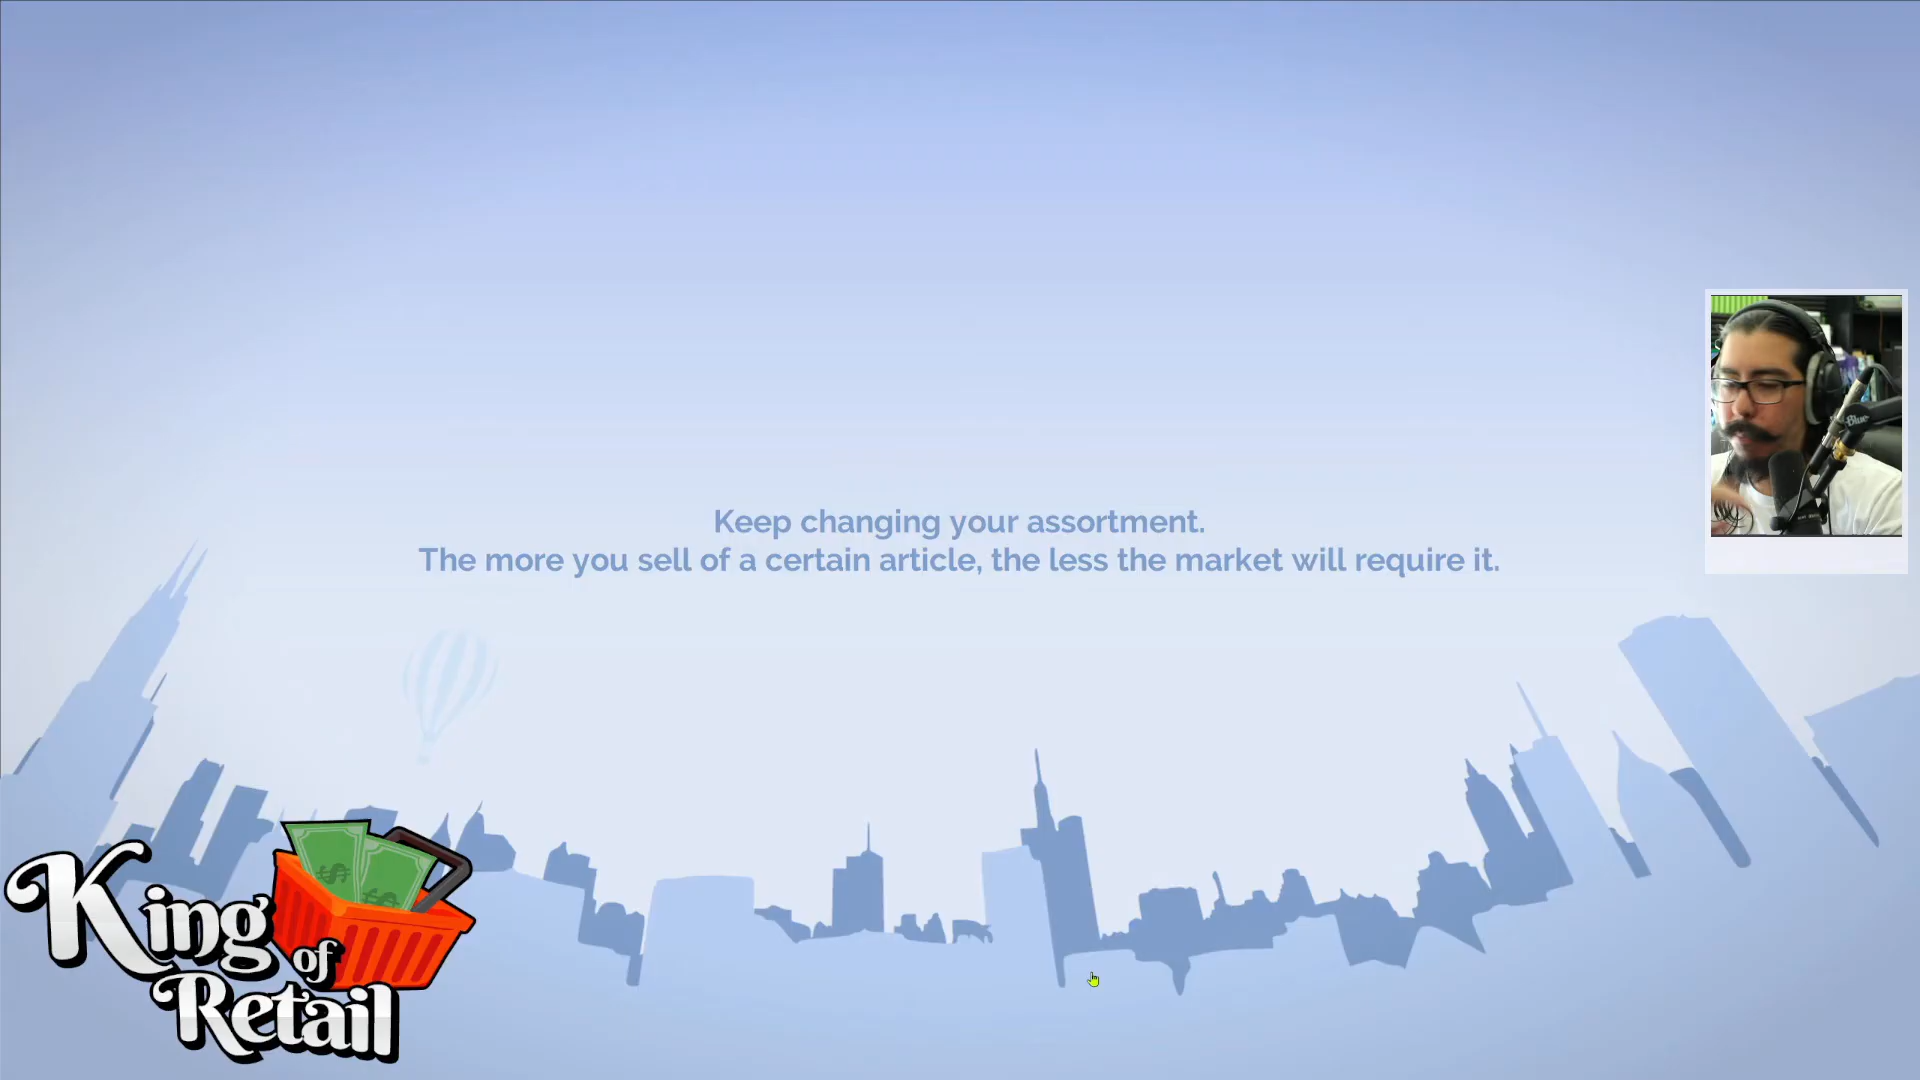 Keep changing your assortment.
The more you sell of a certain article, the less the market will require it.
Blue
King
of
Retail